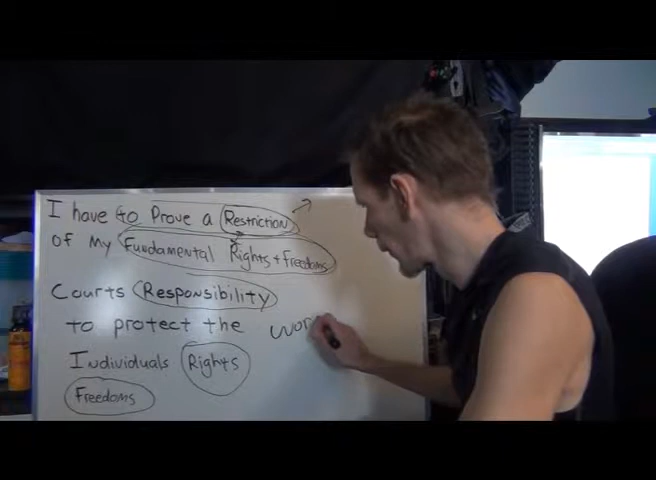 I have to Prove a Restriction
of my Fundamental Rights + Freedoms
Courts Responsibility
to protect the
Individuals Rights
Freedoms